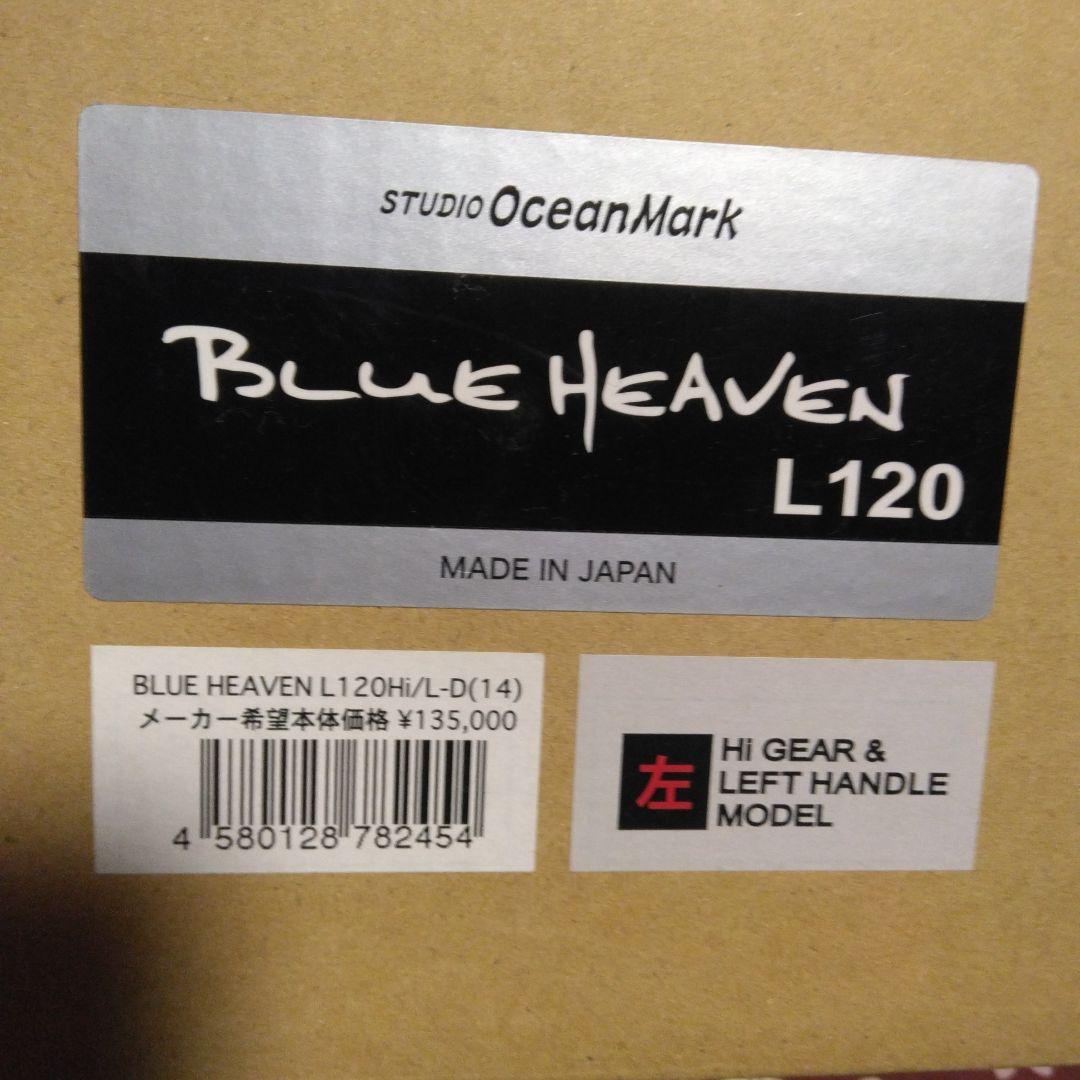 STUDIO OceanMark
BLUE HEAVEN
L120
MADE IN JAPAN
BLUE HEAVEN L120Hi/L-D(14)
メーカー希望本体価格 ¥135,000
4 580128 782454
左
Hi GEAR &
LEFT HANDLE
MODEL